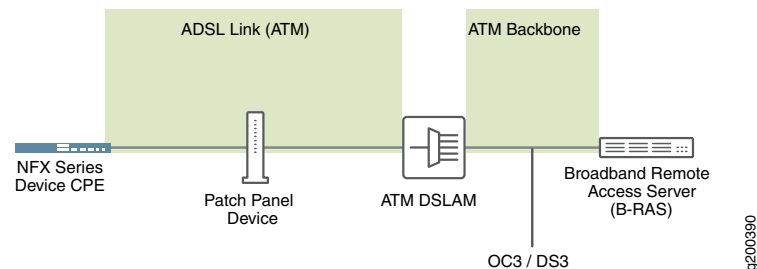 ADSL Link (ATM)
ATM Backbone
NFX Series
Device CPE
Patch Panel
Device
ATM DSLAM
Broadband Remote
Access Server
(B-RAS)
OC3 / DS3
g200390